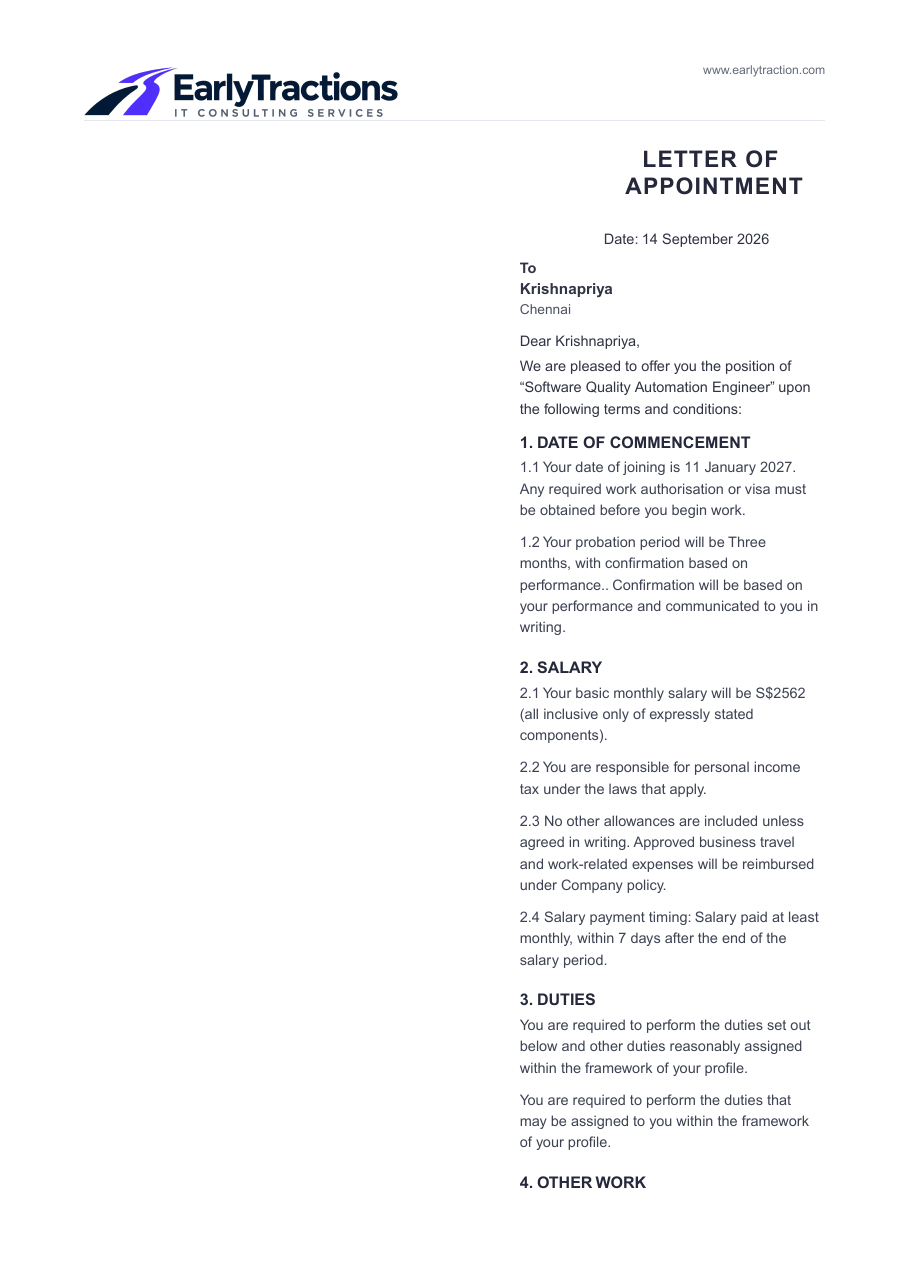 EarlyTractions
IT CONSULTING SERVICES
www.earlytraction.com
LETTER OF
APPOINTMENT
Date: 14 September 2026
To
Krishnapriya
Chennai
Dear Krishnapriya,
We are pleased to offer you the position of
“Software Quality Automation Engineer” upon
the following terms and conditions:
1. DATE OF COMMENCEMENT
1.1 Your date of joining is 11 January 2027.
Any required work authorisation or visa must
be obtained before you begin work.
1.2 Your probation period will be Three
months, with confirmation based on
performance.. Confirmation will be based on
your performance and communicated to you in
writing.
2. SALARY
2.1 Your basic monthly salary will be S$2562
(all inclusive only of expressly stated
components).
2.2 You are responsible for personal income
tax under the laws that apply.
2.3 No other allowances are included unless
agreed in writing. Approved business travel
and work-related expenses will be reimbursed
under Company policy.
2.4 Salary payment timing: Salary paid at least
monthly, within 7 days after the end of the
salary period.
3. DUTIES
You are required to perform the duties set out
below and other duties reasonably assigned
within the framework of your profile.
You are required to perform the duties that
may be assigned to you within the framework
of your profile.
4. OTHER WORK